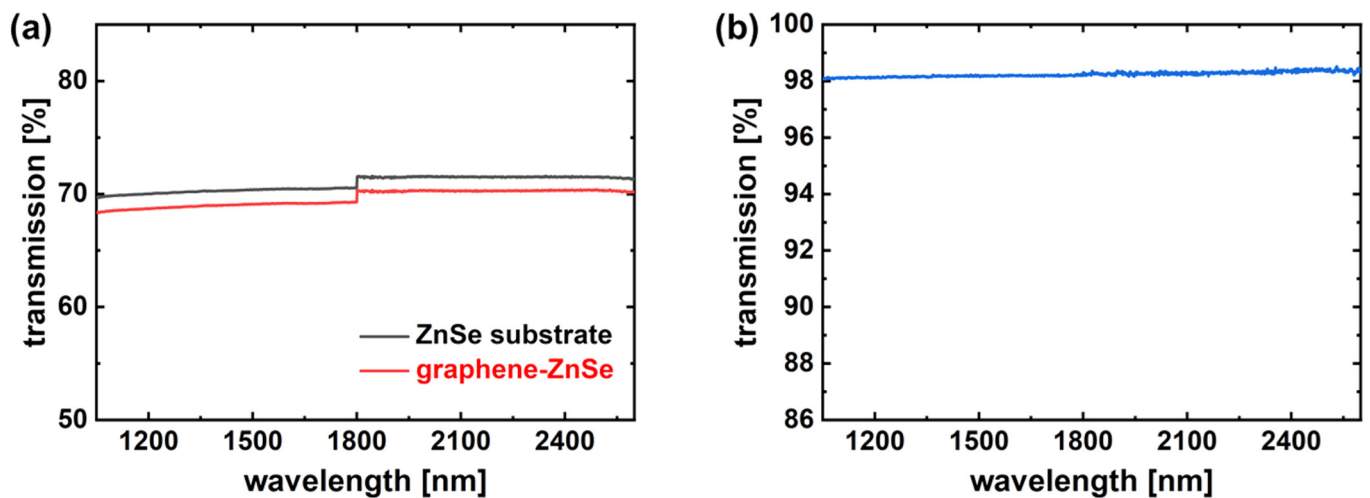 (a)
transmission [%]
80
70
60
50
ZnSe substrate
graphene-ZnSe
1200 1500 1800 2100 2400
wavelength [nm]
(b)
transmission [%]
100
98
96
94
92
90
88
86
1200 1500 1800 2100 2400
wavelength [nm]